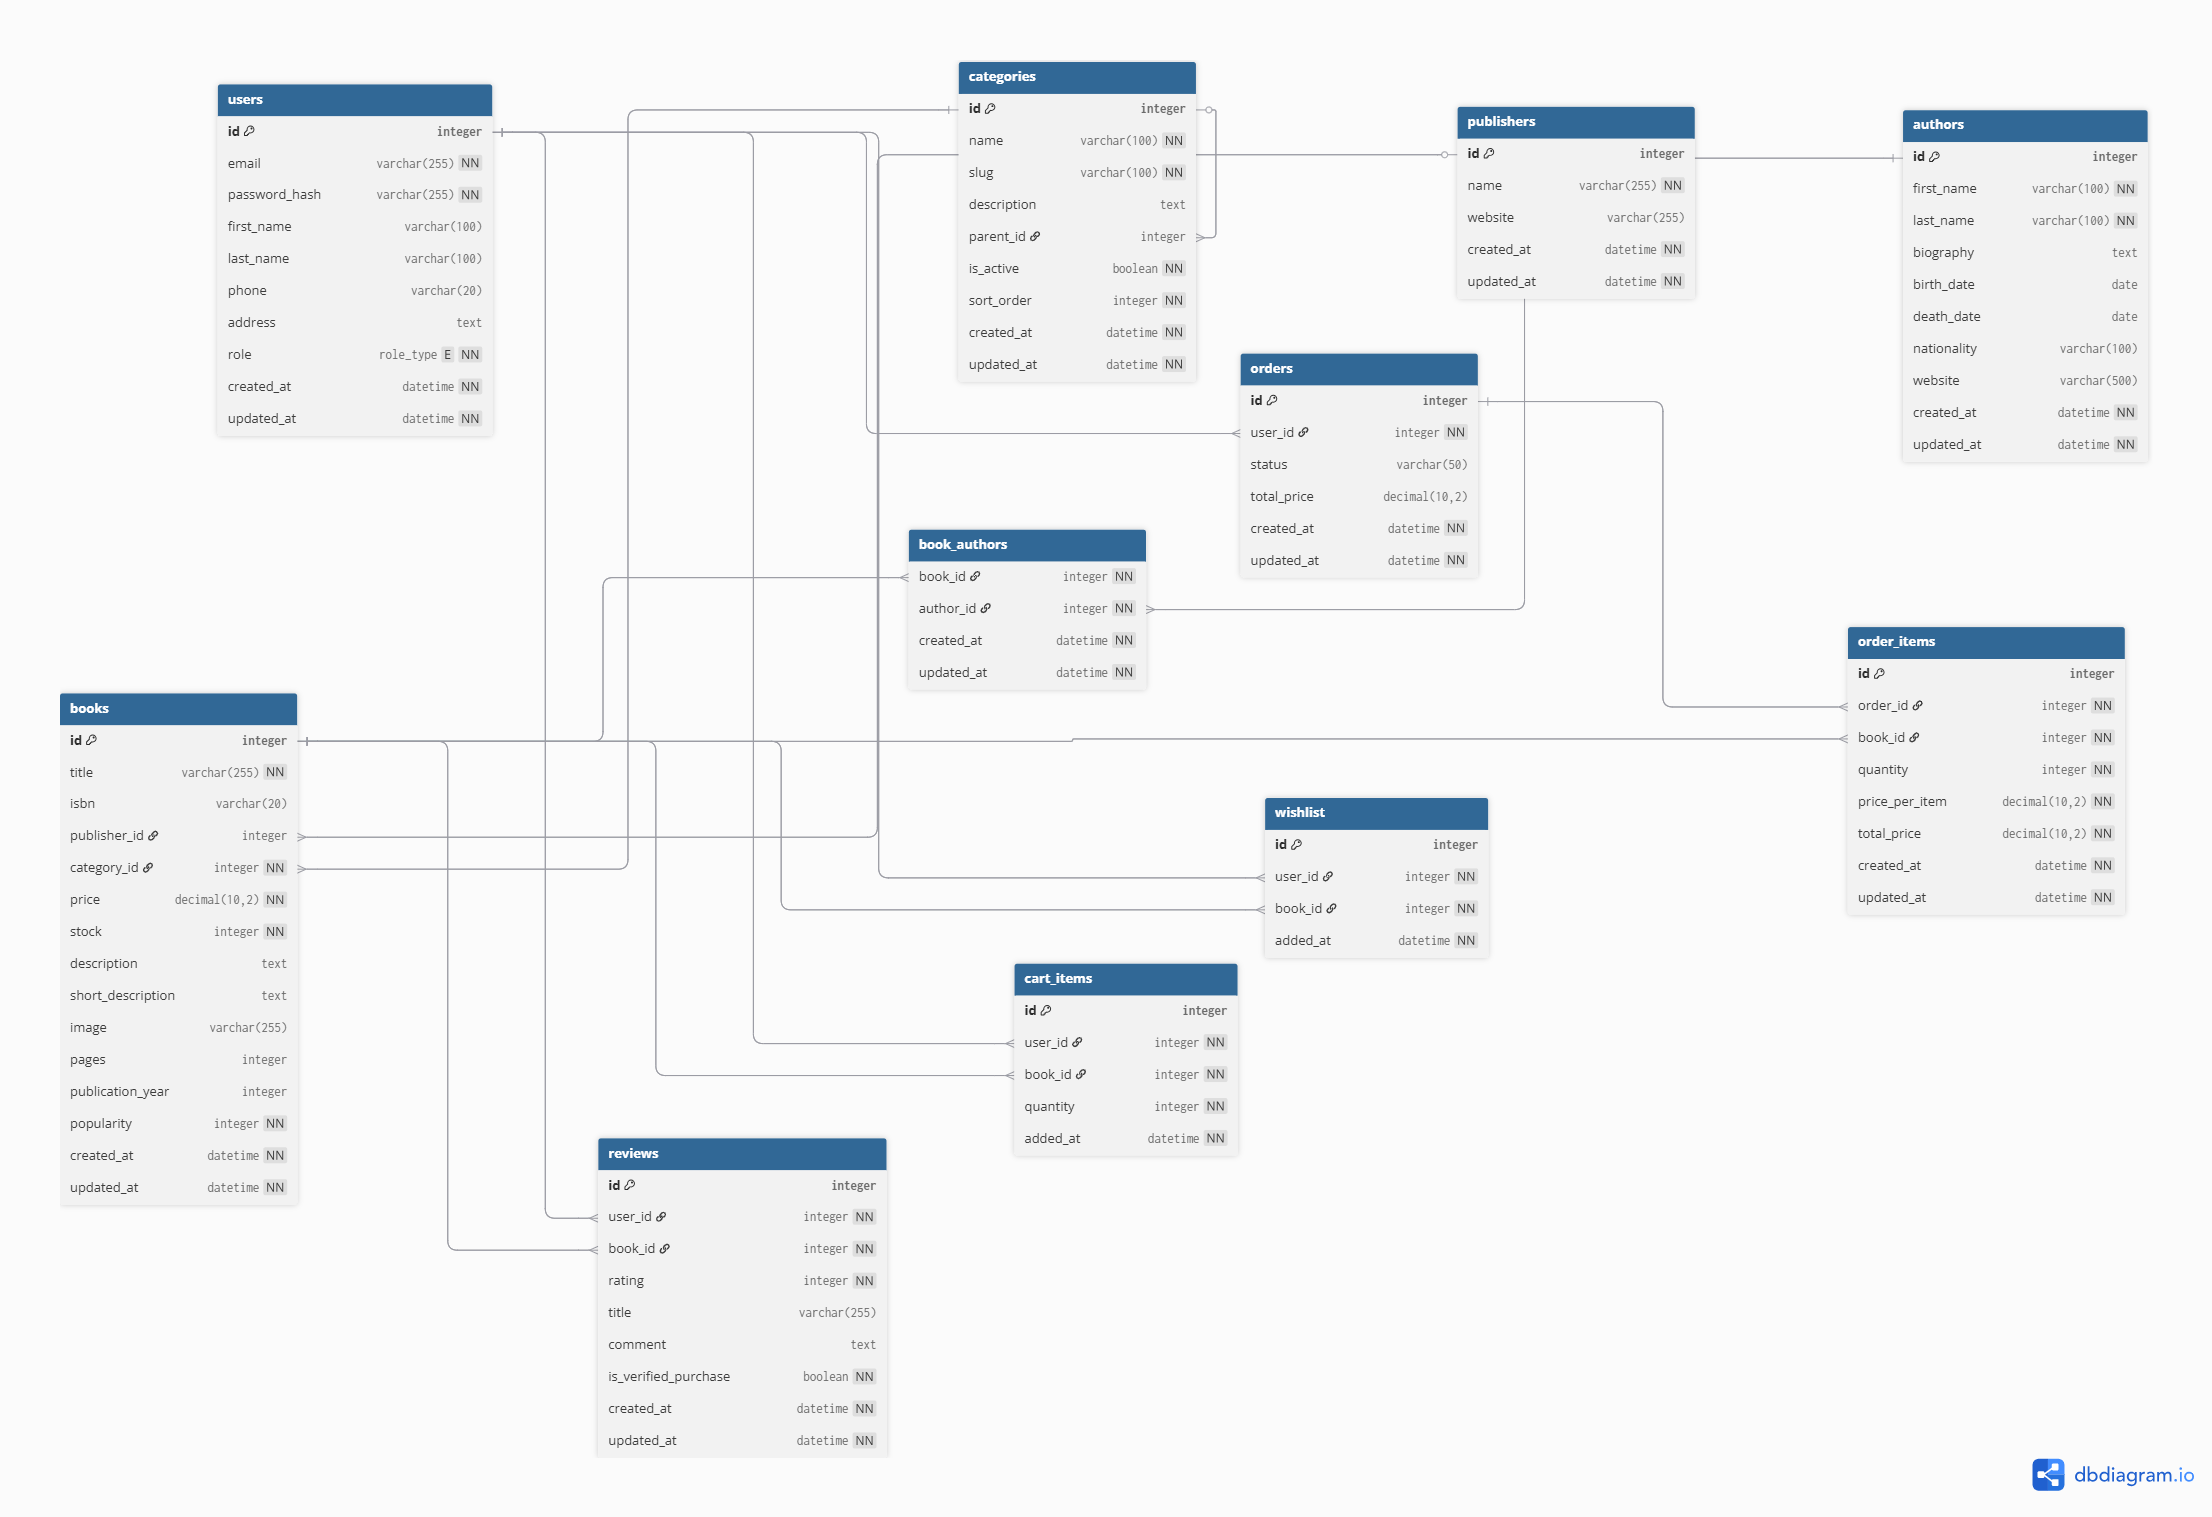 users
id integer
email varchar(255) NN
password_hash varchar(255) NN
first_name varchar(100)
last_name varchar(100)
phone varchar(20)
address text
role role_type E NN
created_at datetime NN
updated_at datetime NN
categories
id integer
name varchar(100) NN
slug varchar(100) NN
description text
parent_id integer
is_active boolean NN
sort_order integer NN
created_at datetime NN
updated_at datetime NN
publishers
id integer
name varchar(255) NN
website varchar(255)
created_at datetime NN
updated_at datetime NN
authors
id integer
first_name varchar(100) NN
last_name varchar(100) NN
biography text
birth_date date
death_date date
nationality varchar(100)
website varchar(500)
created_at datetime NN
updated_at datetime NN
orders
id integer
user_id integer NN
status varchar(50)
total_price decimal(10,2)
created_at datetime NN
updated_at datetime NN
book_authors
book_id integer NN
author_id integer NN
created_at datetime NN
updated_at datetime NN
order_items
id integer
order_id integer NN
book_id integer NN
quantity integer NN
price_per_item decimal(10,2) NN
total_price decimal(10,2) NN
created_at datetime NN
updated_at datetime NN
books
id integer
title varchar(255) NN
isbn varchar(20)
publisher_id integer
category_id integer NN
price decimal(10,2) NN
stock integer NN
description text
short_description text
image varchar(255)
pages integer
publication_year integer
popularity integer NN
created_at datetime NN
updated_at datetime NN
wishlist
id integer
user_id integer NN
book_id integer NN
added_at datetime NN
cart_items
id integer
user_id integer NN
book_id integer NN
quantity integer NN
added_at datetime NN
reviews
id integer
user_id integer NN
book_id integer NN
rating integer NN
title varchar(255)
comment text
is_verified_purchase boolean NN
created_at datetime NN
updated_at datetime NN
dbdiagram.io